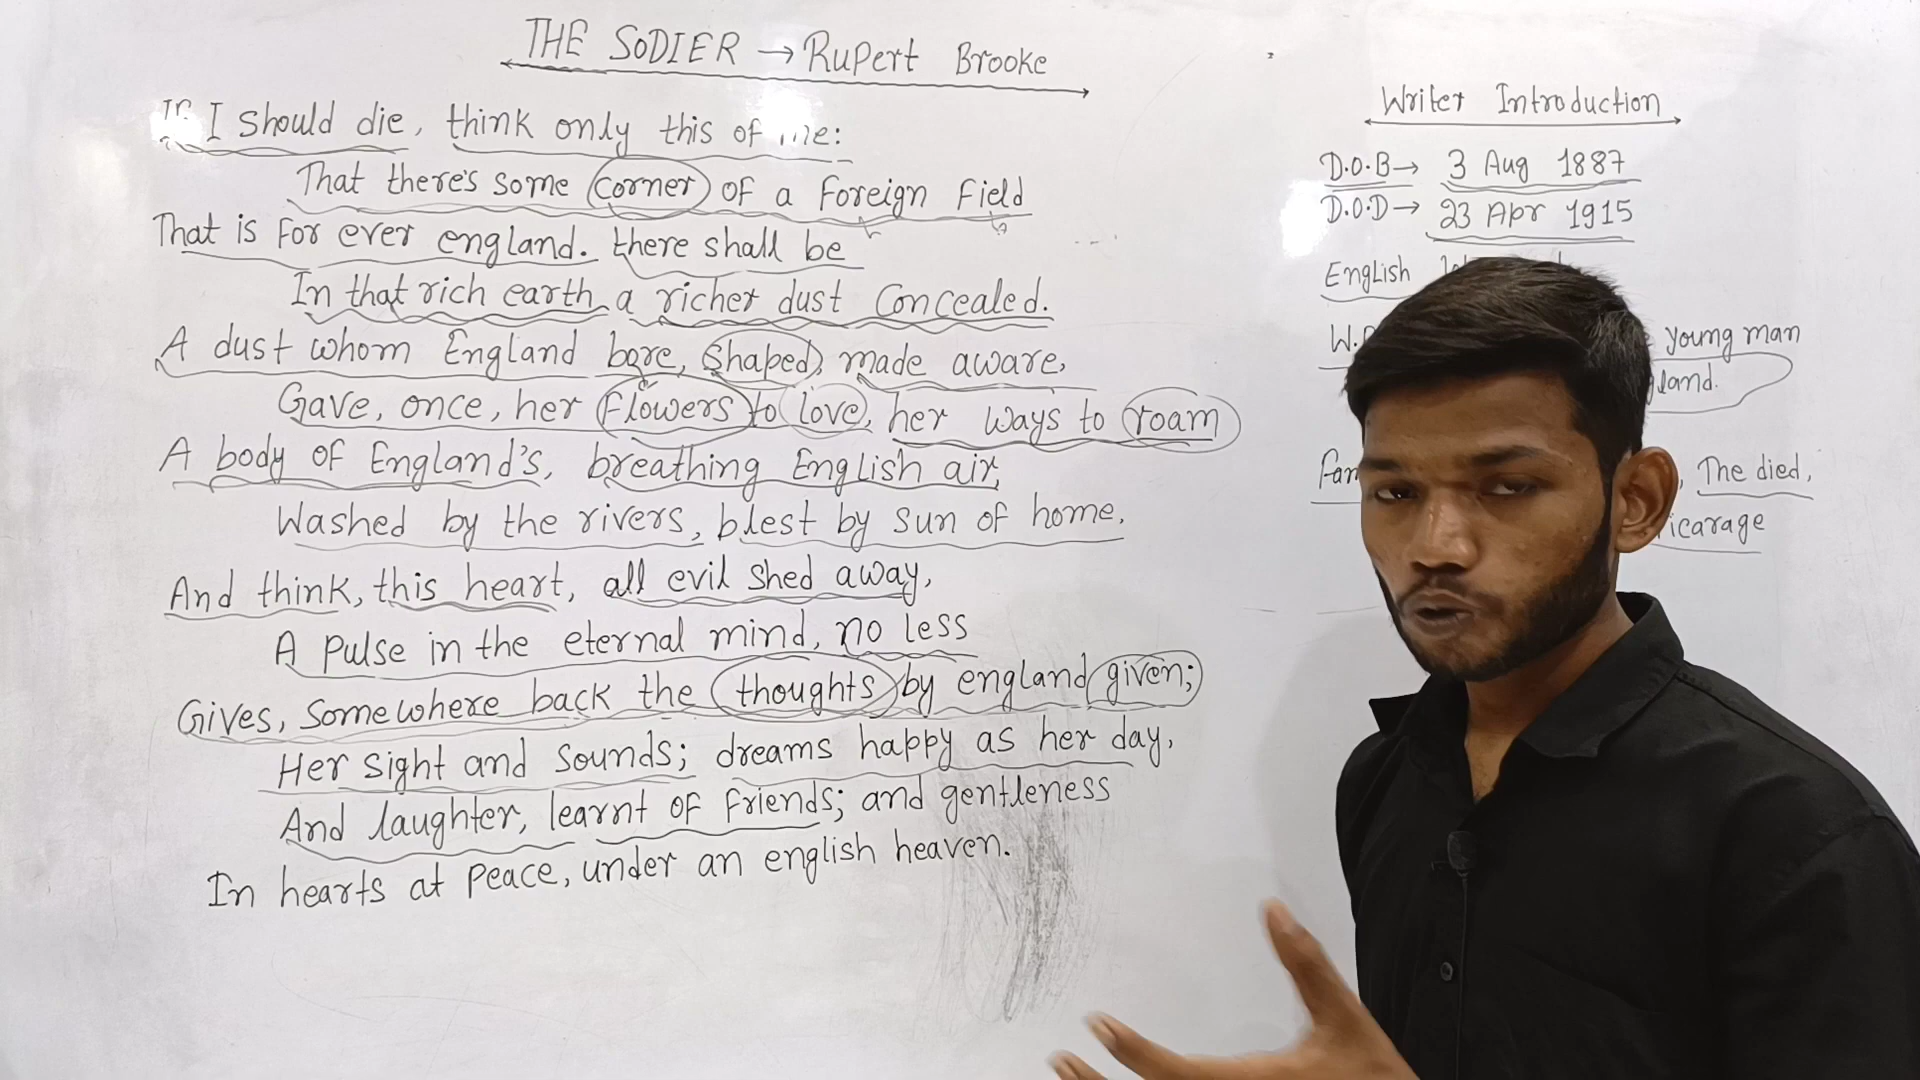 THE SODIER → Rupert Brooke
If I should die, think only this of me:
That there's some corner of a foreign field
That is for ever england. there shall be
In that rich earth a richer dust Concealed.
A dust whom England bore, shaped, made aware,
Gave, once, her flowers to love, her ways to roam
A body of England's, breathing English air,
Washed by the rivers, blest by sun of home.
And think, this heart, all evil shed away,
A pulse in the eternal mind, no less
Gives, somewhere back the thoughts by england given;
Her sight and sounds; dreams happy as her day,
And laughter, learnt of friends; and gentleness
In hearts at peace, under an english heaven.
Writer Introduction
D.O.B → 3 Aug 1887
D.O.D → 23 Apr 1915
English
young man
The died,